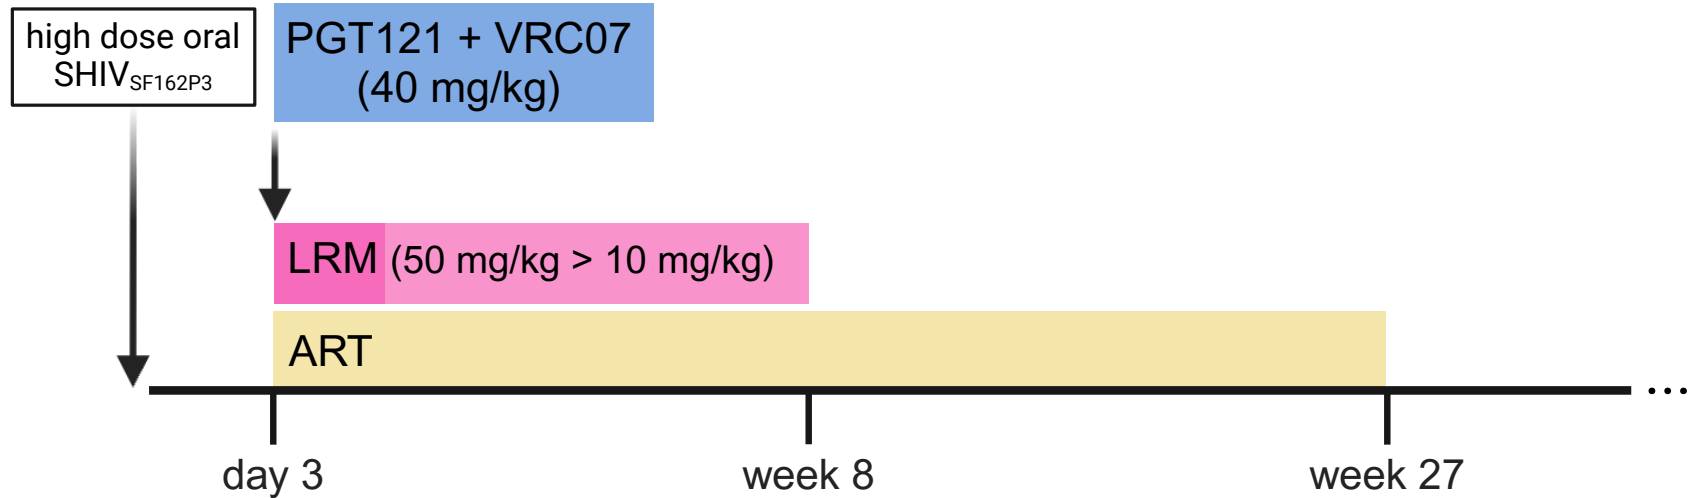 high dose oral
SHIVSF162P3
PGT121 + VRC07
(40 mg/kg)
LRM (50 mg/kg > 10 mg/kg)
ART
...
day 3
week 8
week 27